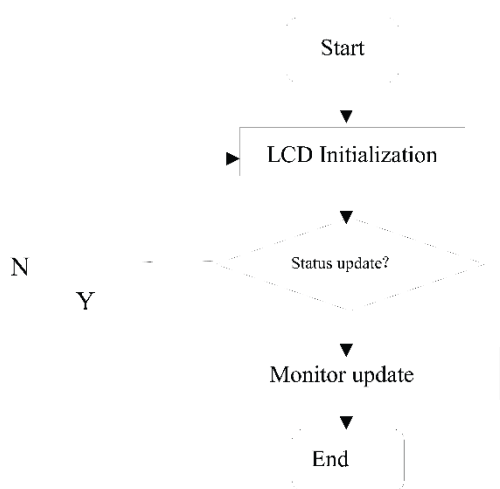 Start
LCD Initialization
Status update?
N
Y
Monitor update
End